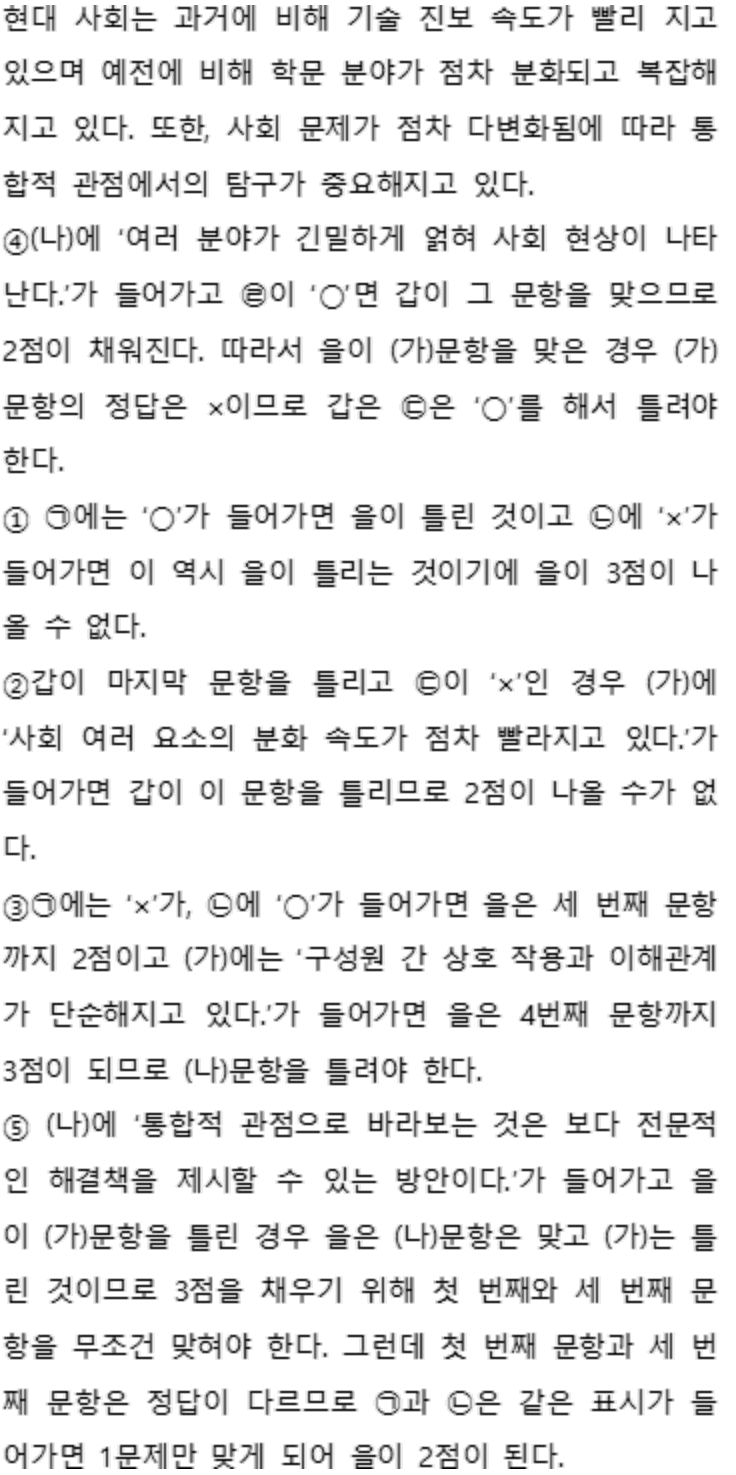 현대 사회는 과거에 비해 기술 진보 속도가 빨리 지고
있으며 예전에 비해 학문 분야가 점차 분화되고 복잡해
지고 있다. 또한, 사회 문제가 점차 다변화됨에 따라 통
합적 관점에서의 탐구가 중요해지고 있다.
④(나)에 ‘여러 분야가 긴밀하게 얽혀 사회 현상이 나타
난다.’가 들어가고 ㉣이 ‘○’면 갑이 그 문항을 맞으므로
2점이 채워진다. 따라서 을이 (가)문항을 맞은 경우 (가)
문항의 정답은 ×이므로 갑은 ㉢은 ‘○’를 해서 틀려야
한다.
① ㉠에는 ‘○’가 들어가면 을이 틀린 것이고 ㉡에 ‘×’가
들어가면 이 역시 을이 틀리는 것이기에 을이 3점이 나
올 수 없다.
②갑이 마지막 문항을 틀리고 ㉢이 ‘×’인 경우 (가)에
‘사회 여러 요소의 분화 속도가 점차 빨라지고 있다.’가
들어가면 갑이 이 문항을 틀리므로 2점이 나올 수가 없
다.
③㉠에는 ‘×’가, ㉡에 ‘○’가 들어가면 을은 세 번째 문항
까지 2점이고 (가)에는 ‘구성원 간 상호 작용과 이해관계
가 단순해지고 있다.’가 들어가면 을은 4번째 문항까지
3점이 되므로 (나)문항을 틀려야 한다.
⑤ (나)에 ‘통합적 관점으로 바라보는 것은 보다 전문적
인 해결책을 제시할 수 있는 방안이다.’가 들어가고 을
이 (가)문항을 틀린 경우 을은 (나)문항은 맞고 (가)는 틀
린 것이므로 3점을 채우기 위해 첫 번째와 세 번째 문
항을 무조건 맞혀야 한다. 그런데 첫 번째 문항과 세 번
째 문항은 정답이 다르므로 ㉠과 ㉡은 같은 표시가 들
어가면 1문제만 맞게 되어 을이 2점이 된다.